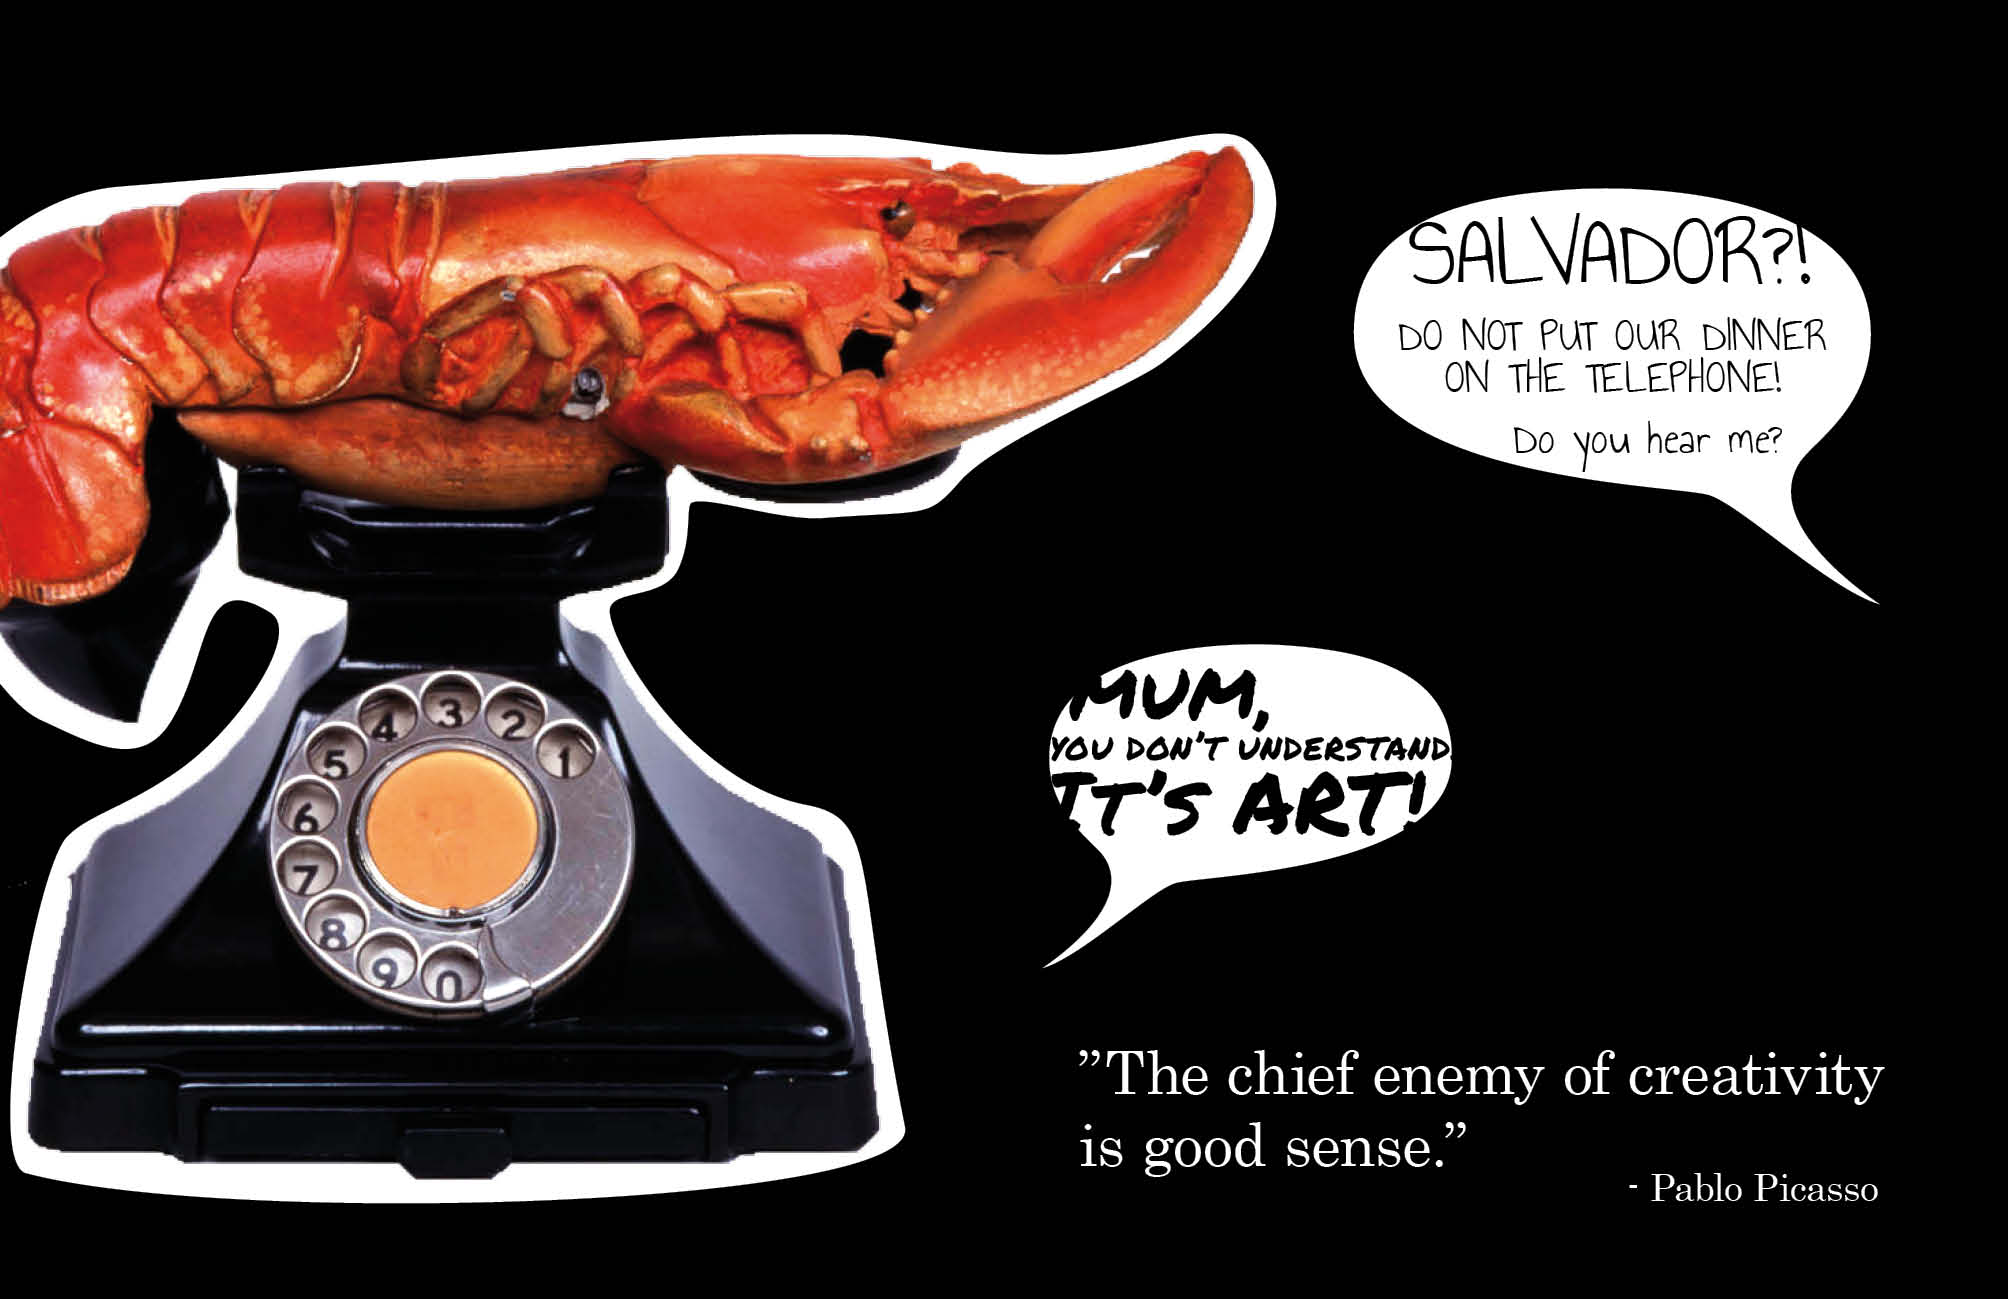 SALVADOR?!
DO NOT PUT OUR DINNER
ON THE TELEPHONE!
Do you hear me?
MUM,
YOU DON'T UNDERSTAND.
IT'S ART!
1
2
3
4
5
6
7
8
9
0
”The chief enemy of creativity
is good sense.”
- Pablo Picasso